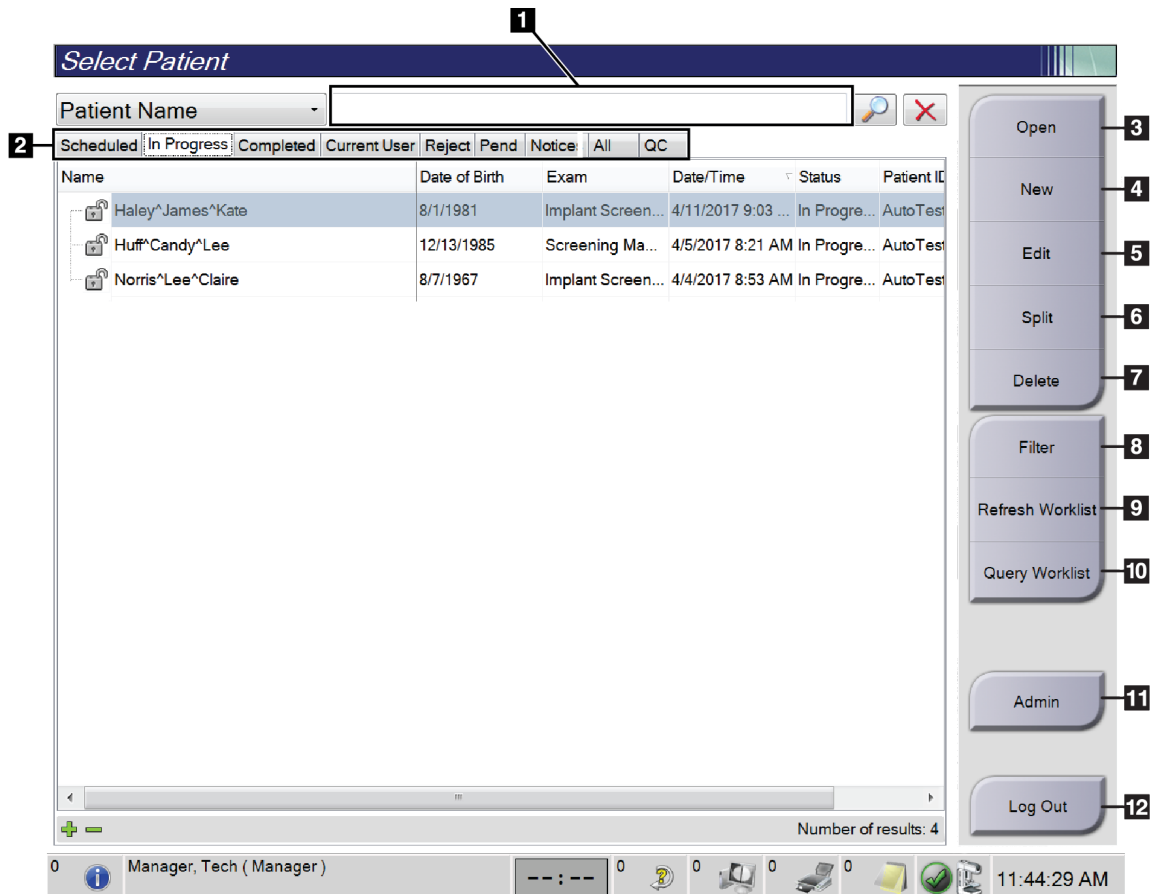 1
Select Patient
Patient Name
2
Scheduled In Progress Completed Current User Reject Pend Notice All QC
Name Date of Birth Exam Date/Time Status Patient ID
Haley^James^Kate 8/1/1981 Implant Screen... 4/11/2017 9:03 ... In Progre... AutoTest
Huff^Candy^Lee 12/13/1985 Screening Ma... 4/5/2017 8:21 AM In Progre... AutoTest
Norris^Lee^Claire 8/7/1967 Implant Screen... 4/4/2017 8:53 AM In Progre... AutoTest
Open 3
New 4
Edit 5
Split 6
Delete 7
Filter 8
Refresh Worklist 9
Query Worklist 10
Admin 11
Log Out 12
Number of results: 4
0 Manager, Tech ( Manager ) --:-- 0 0 0 0 11:44:29 AM